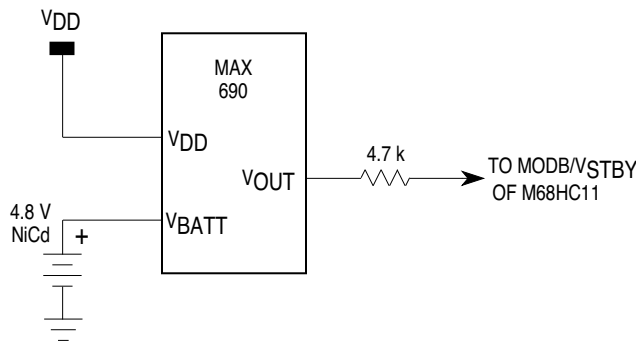 VDD
MAX
690
VDD
4.7 k
VOUT
TO MODB/VSTBY
OF M68HC11
4.8 V
NiCd
+
VBATT